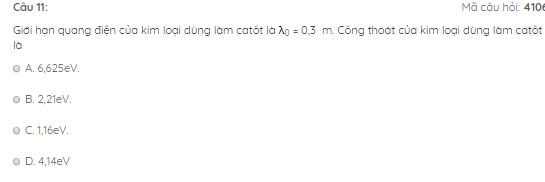 Câu 11:
Mã câu hỏi: 4106
Giới hạn quang điện của kim loại dùng làm catôt là λ0 = 0,3 m. Công thoát của kim loại dùng làm catôt
là
A. 6,625eV.
B. 2,21eV.
C. 1,16eV.
D. 4,14eV